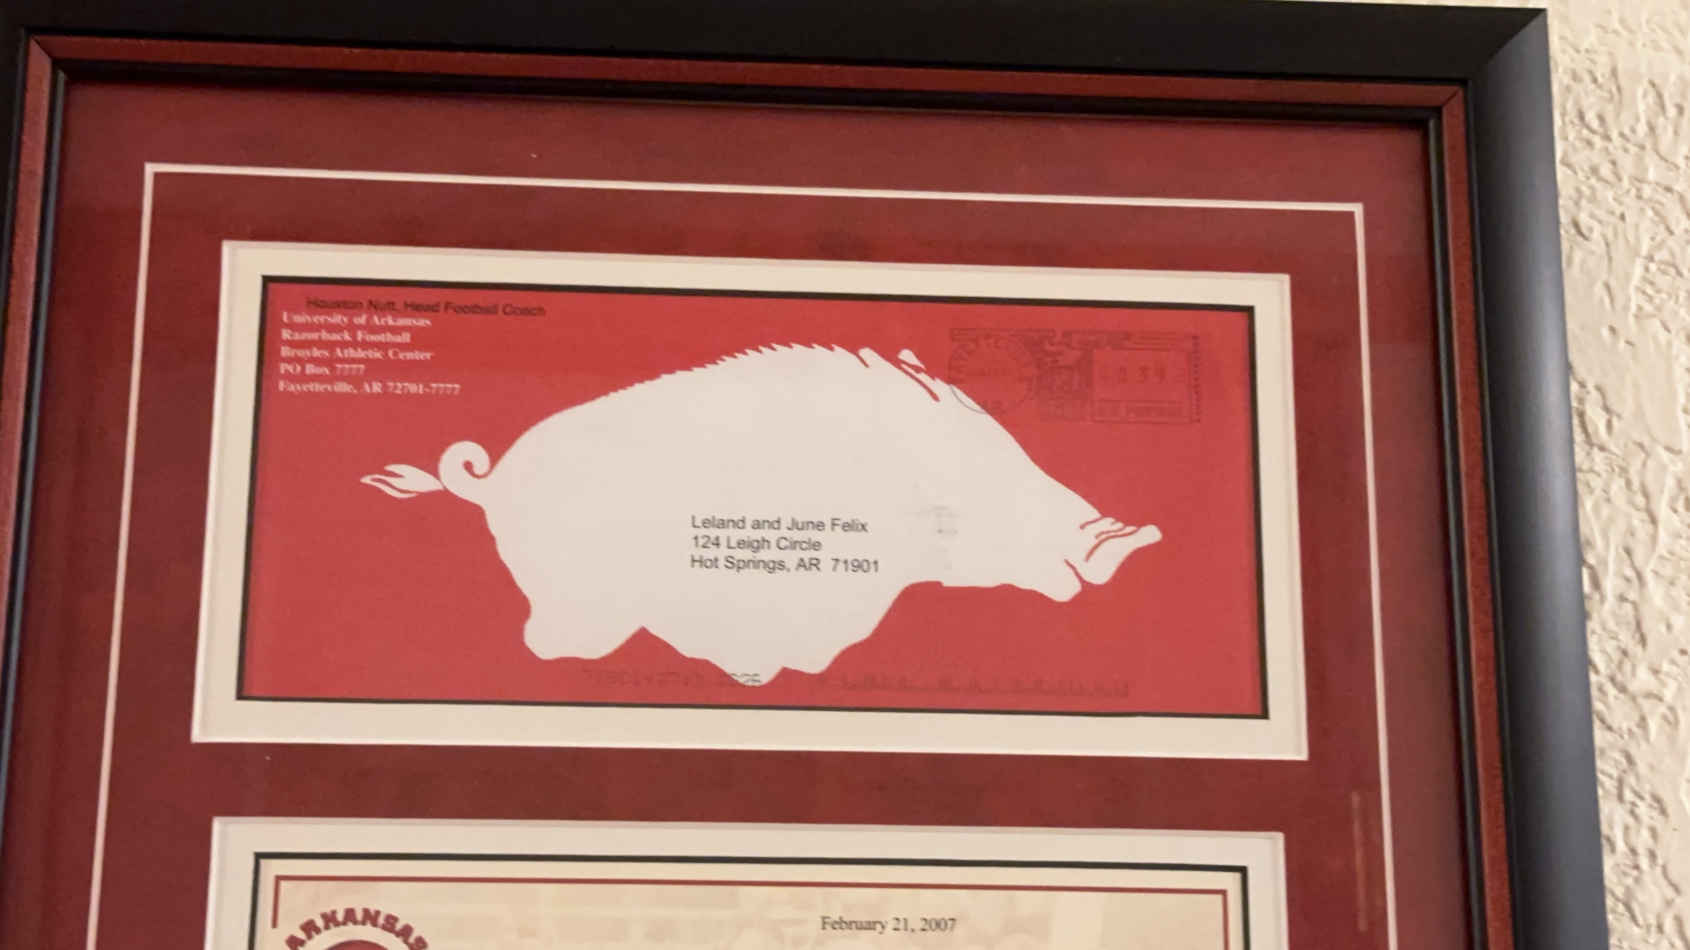 Houston Nutt, Head Football Coach
University of Arkansas
Razorback Football
Broyles Athletic Center
PO Box 7777
Fayetteville, AR 72701-7777
Leland and June Felix
124 Leigh Circle
Hot Springs, AR 71901
February 21, 2007
ARKANSAS